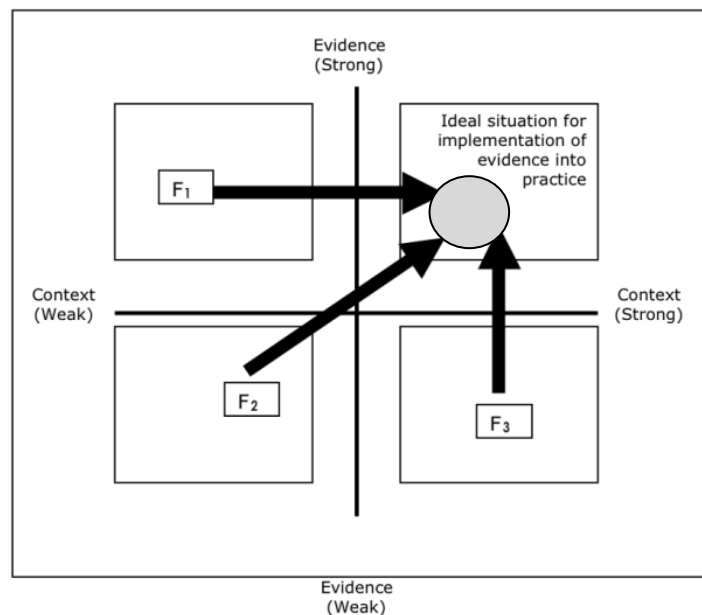 Evidence
(Strong)
Ideal situation for
implementation of
evidence into
practice
F₁
Context
(Weak)
Context
(Strong)
F₂
F₃
Evidence
(Weak)